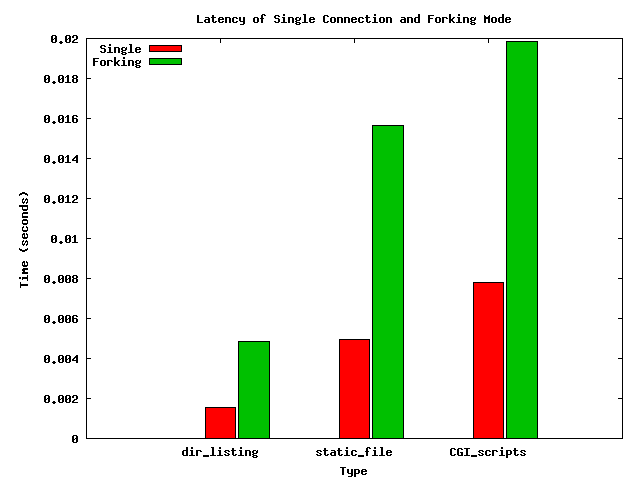 Latency of Single Connection and Forking Mode
Single
Forking
0.02
0.018
0.016
0.014
0.012
0.01
0.008
0.006
0.004
0.002
0
Time (seconds)
dir_listing
static_file
CGI_scripts
Type